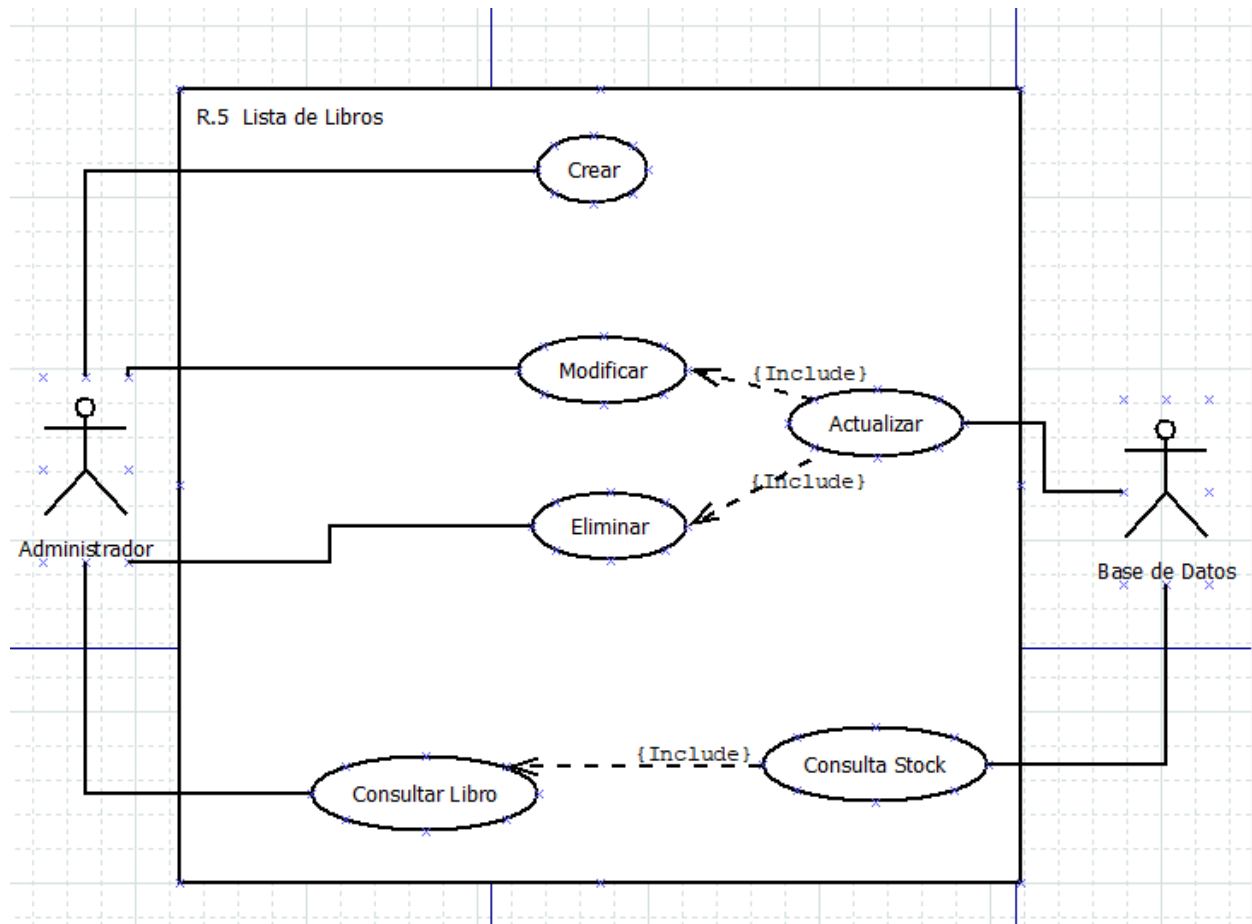 R.5 Lista de Libros
Crear
Modificar
{Include}
Actualizar
{Include}
Eliminar
Administrador
Base de Datos
{Include}
Consulta Stock
Consultar Libro